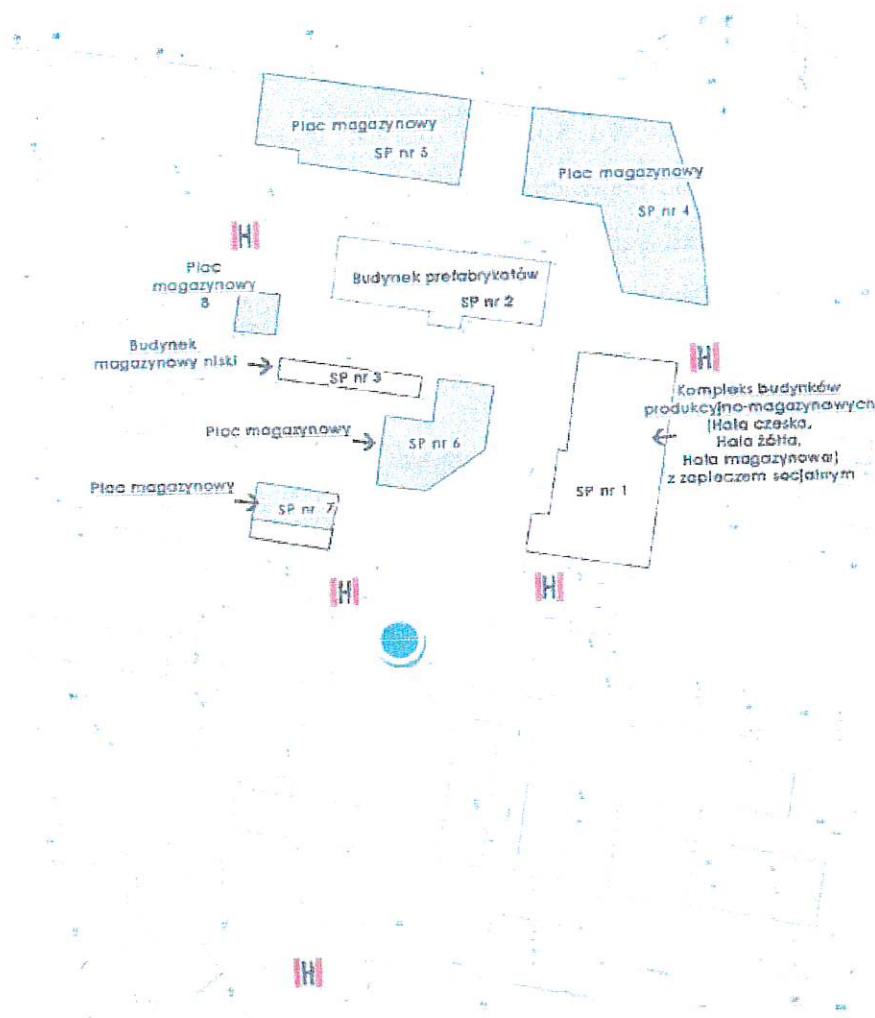 Plac magazynowy
SP nr 5
Plac magazynowy
SP nr 4
H
Plac
magazynowy
8
Budynek prefabrykatów
SP nr 2
Budynek
magazynowy niski
SP nr 3
H
Kompleks budynków
produkcyjno-magazynowych
(Hala czeska,
Hala żółta,
Hala magazynowa)
z zapleczem socjalnym
Plac magazynowy
SP nr 6
SP nr 1
Plac magazynowy
SP nr 7
H
H
H